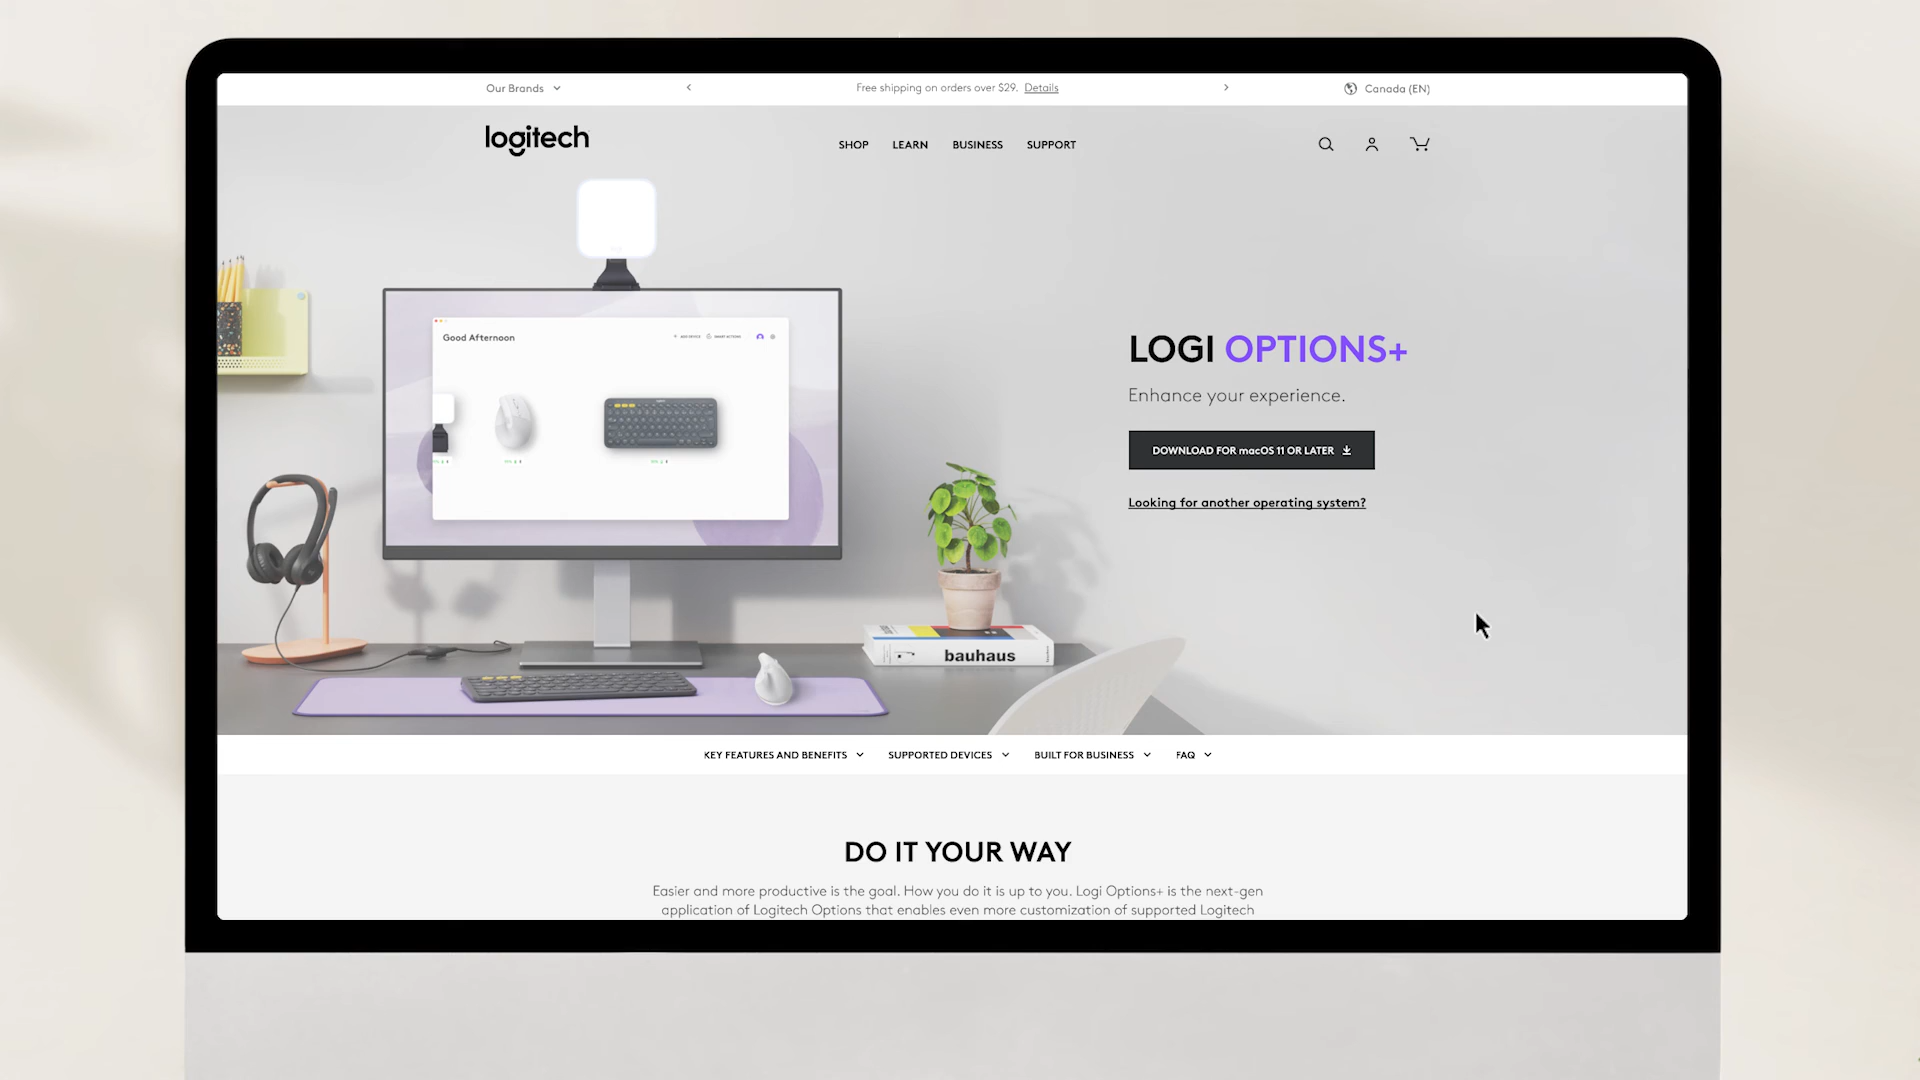 Our Brands
Free shipping on orders over $29. Details
Canada (EN)
logitech
SHOP LEARN BUSINESS SUPPORT
Good Afternoon
ADD DEVICE SMART ACTIONS
LOGI OPTIONS+
Enhance your experience.
DOWNLOAD FOR macOS 11 OR LATER
Looking for another operating system?
bauhaus
KEY FEATURES AND BENEFITS SUPPORTED DEVICES BUILT FOR BUSINESS FAQ
DO IT YOUR WAY
Easier and more productive is the goal. How you do it is up to you. Logi Options+ is the next-gen
application of Logitech Options that enables even more customization of supported Logitech